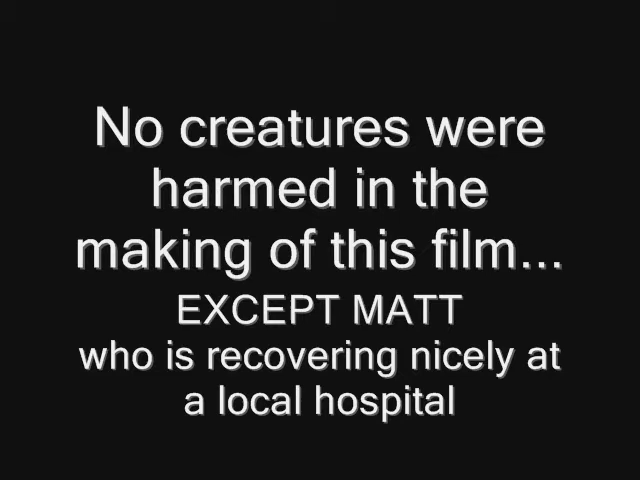 No creatures were
harmed in the
making of this film...
EXCEPT MATT
who is recovering nicely at
a local hospital